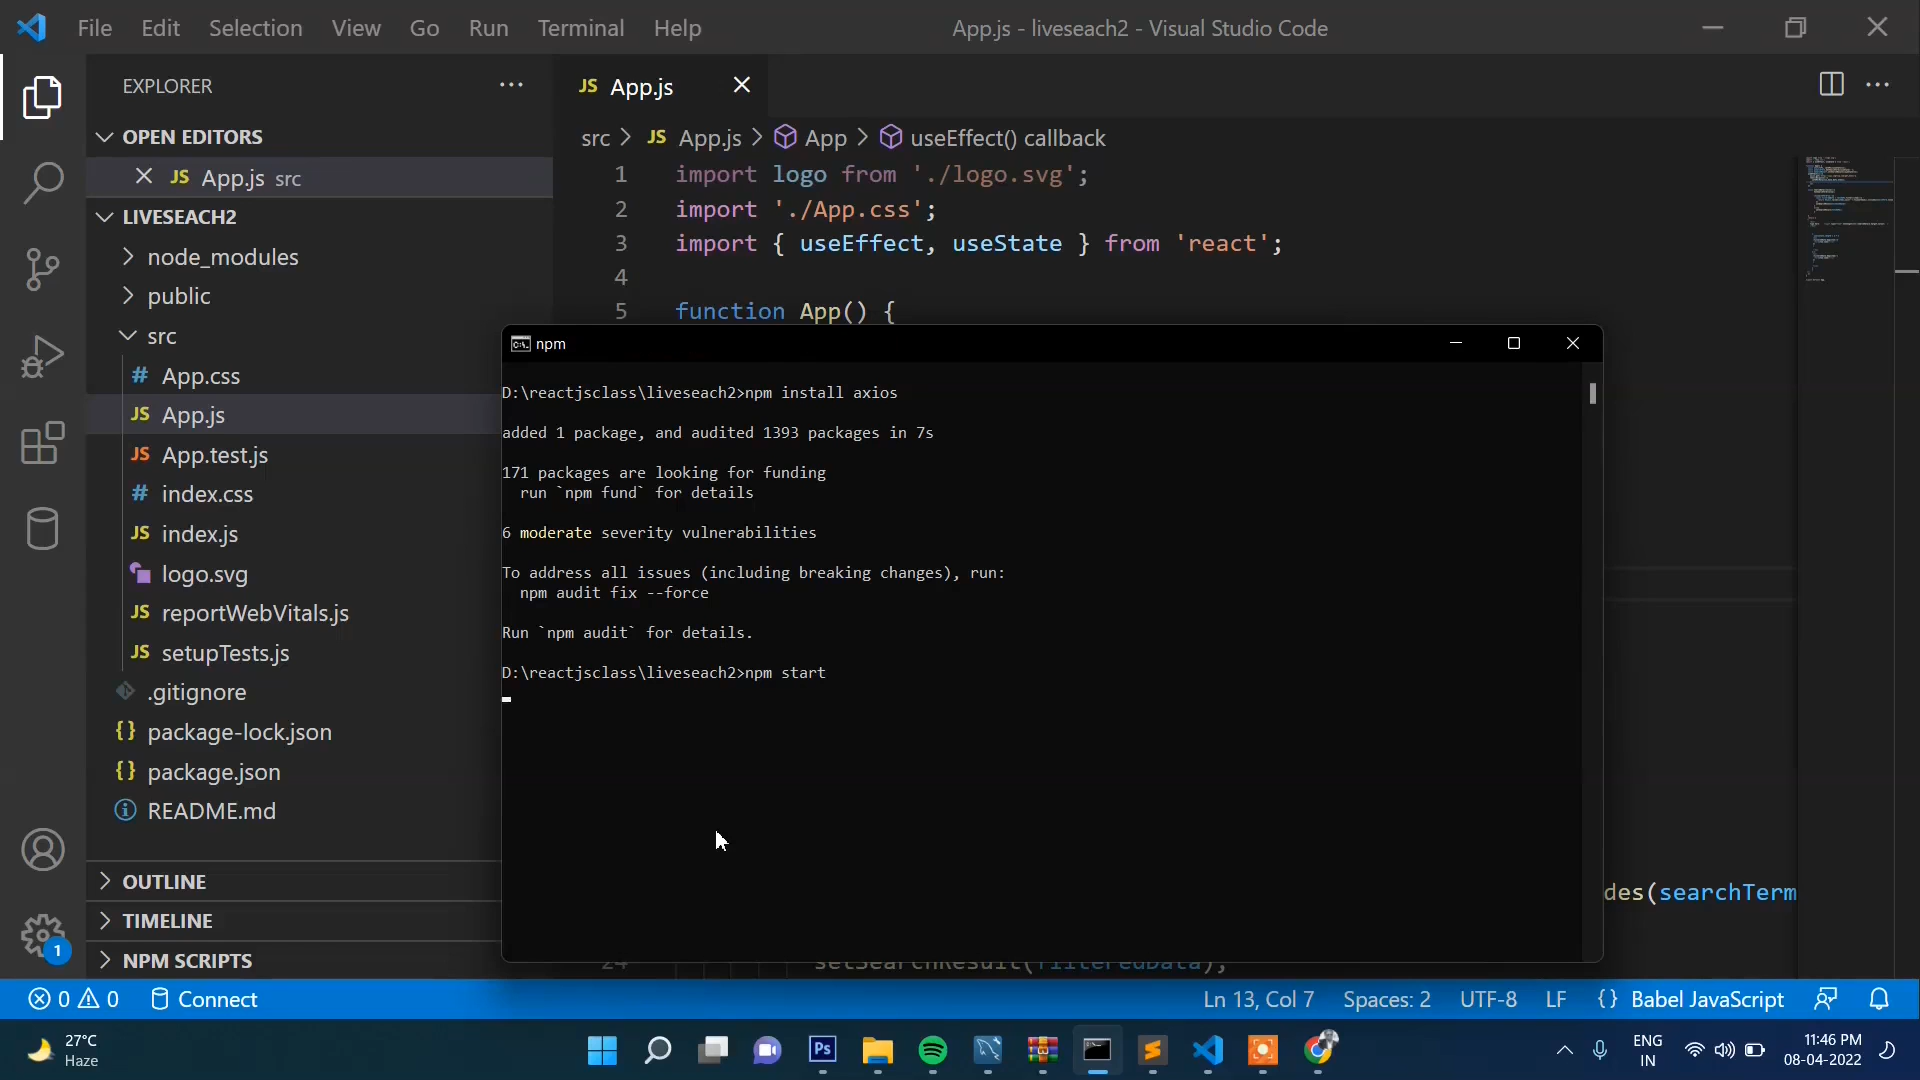 File Edit Selection View Go Run Terminal Help
App.js - liveseach2 - Visual Studio Code
EXPLORER
OPEN EDITORS
JS App.js src
LIVESEACH2
node_modules
public
src
# App.css
JS App.js
JS App.test.js
# index.css
JS index.js
logo.svg
JS reportWebVitals.js
JS setupTests.js
.gitignore
{} package-lock.json
{} package.json
README.md
OUTLINE
TIMELINE
NPM SCRIPTS
JS App.js
src > JS App.js > App > useEffect() callback
1 import logo from './logo.svg';
2 import './App.css';
3 import { useEffect, useState } from 'react';
4
5 function App() {
des(searchTerm
24 setSearchResult(filteredData);
npm
D:\reactjsclass\liveseach2>npm install axios
added 1 package, and audited 1393 packages in 7s
171 packages are looking for funding
run `npm fund` for details
6 moderate severity vulnerabilities
To address all issues (including breaking changes), run:
npm audit fix --force
Run `npm audit` for details.
D:\reactjsclass\liveseach2>npm start
1
0 0 Connect
Ln 13, Col 7 Spaces: 2 UTF-8 LF {} Babel JavaScript
27°C
Haze
Ps
ENG
IN
11:46 PM
08-04-2022